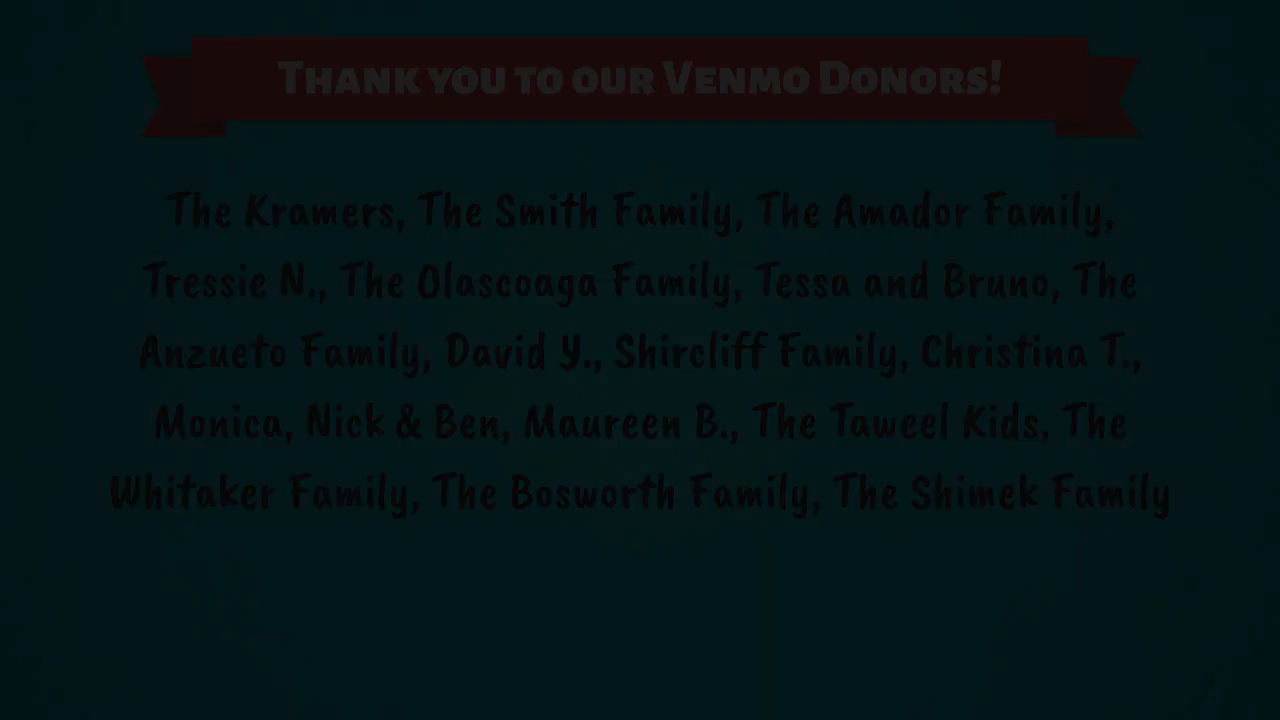 Thank you to our Venmo Donors!
The Kramers, The Smith Family, The Amador Family,
Tressie N., The Olascoaga Family, Tessa and Bruno, The
Anzueto Family, David Y., Shircliff Family, Christina T.,
Monica, Nick & Ben, Maureen B., The Taweel Kids, The
Whitaker Family, The Bosworth Family, The Shimek Family